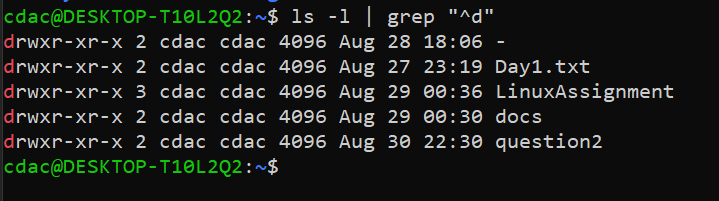 cdac@DESKTOP-T10L2Q2:~$ ls -l | grep "^d"
drwxr-xr-x 2 cdac cdac 4096 Aug 28 18:06 -
drwxr-xr-x 2 cdac cdac 4096 Aug 27 23:19 Day1.txt
drwxr-xr-x 3 cdac cdac 4096 Aug 29 00:36 LinuxAssignment
drwxr-xr-x 2 cdac cdac 4096 Aug 29 00:30 docs
drwxr-xr-x 2 cdac cdac 4096 Aug 30 22:30 question2
cdac@DESKTOP-T10L2Q2:~$